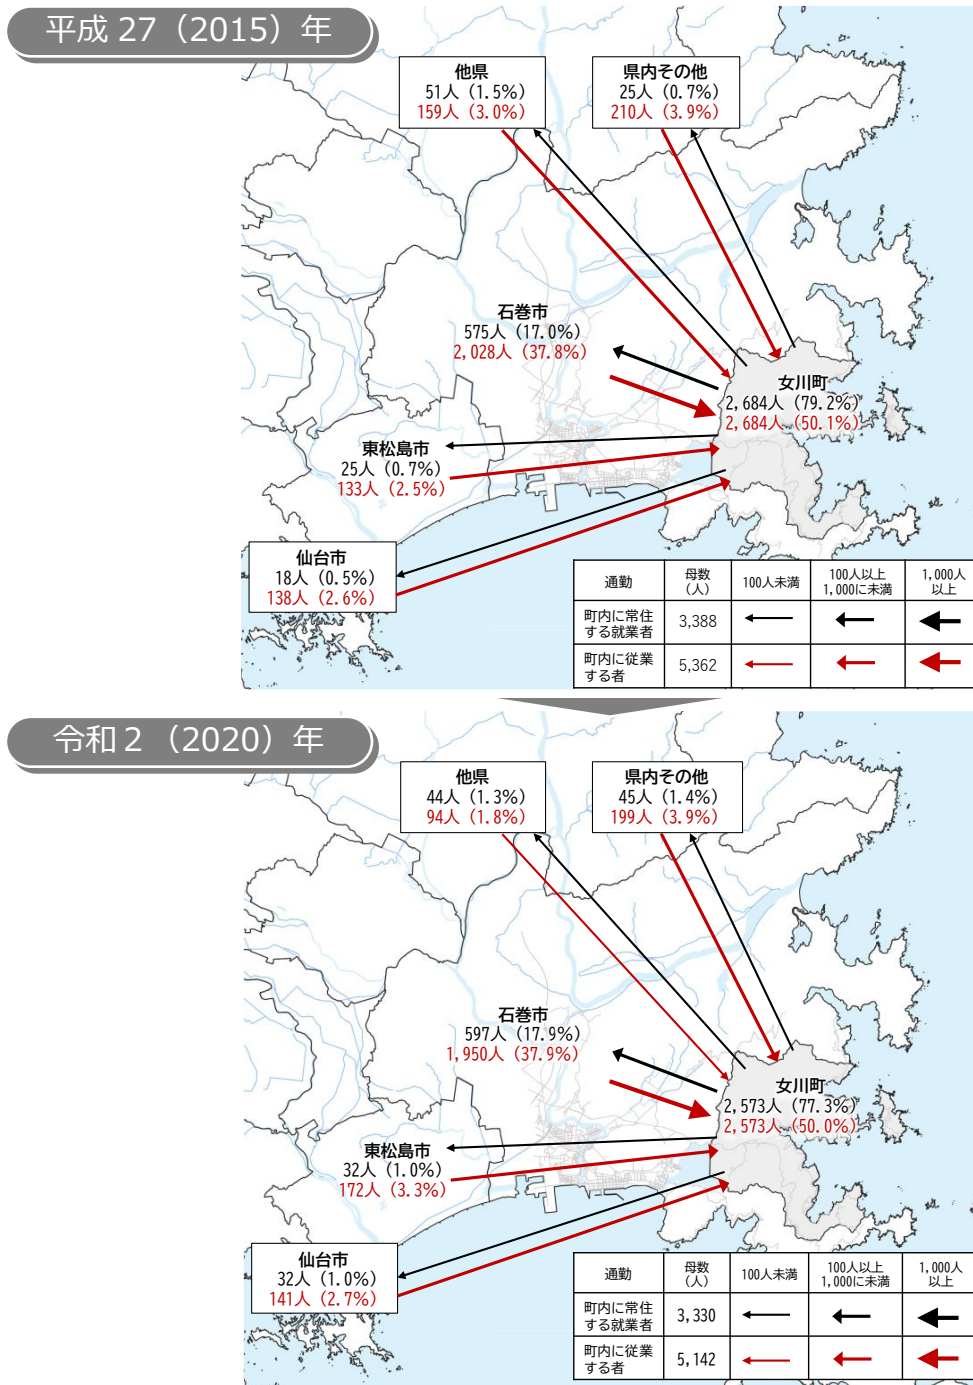 平成 27（2015）年
他県
51人（1.5%）
159人（3.0%）
県内その他
25人（0.7%）
210人（3.9%）
石巻市
575人（17.0%）
2,028人（37.8%）
女川町
2,684人（79.2%）
2,684人（50.1%）
東松島市
25人（0.7%）
133人（2.5%）
仙台市
18人（0.5%）
138人（2.6%）
通勤
母数
（人）
100人未満
100人以上
1,000に未満
1,000人
以上
町内に常住
する就業者
3,388
町内に従業
する者
5,362
令和２（2020）年
他県
44人（1.3%）
94人（1.8%）
県内その他
45人（1.4%）
199人（3.9%）
石巻市
597人（17.9%）
1,950人（37.9%）
女川町
2,573人（77.3%）
2,573人（50.0%）
東松島市
32人（1.0%）
172人（3.3%）
仙台市
32人（1.0%）
141人（2.7%）
通勤
母数
（人）
100人未満
100人以上
1,000に未満
1,000人
以上
町内に常住
する就業者
3,330
町内に従業
する者
5,142